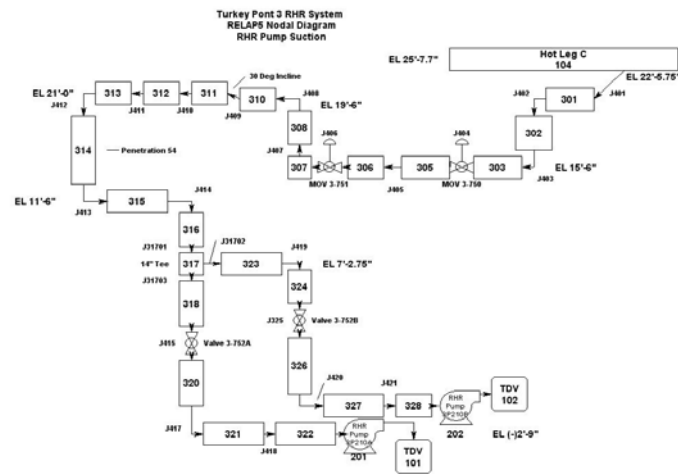 Turkey Pont 3 RHR System
RELAP5 Nodal Diagram
RHR Pump Suction
EL 25'-7.7"
Hot Leg C
104
EL 22'-5.75"
30 Deg Incline
EL 21'-0"
J412
313
J411
312
J410
311
J409
310
J408
EL 19'-6"
J402
301
J401
302
J403
EL 15'-6"
308
J407
J406
307
MOV 3-751
306
J405
305
J404
MOV 3-750
303
314
Penetration 54
EL 11'-6"
J413
315
J414
316
J31701
J31702
14" Tee
317
J31703
323
J419
EL 7'-2.75"
318
324
J415
Valve 3-752A
J325
Valve 3-752B
320
326
J420
J421
327
328
RHR
Pump
202
TDV
102
J417
321
J418
322
RHR
Pump
201
TDV
101
EL (-)2'-9"